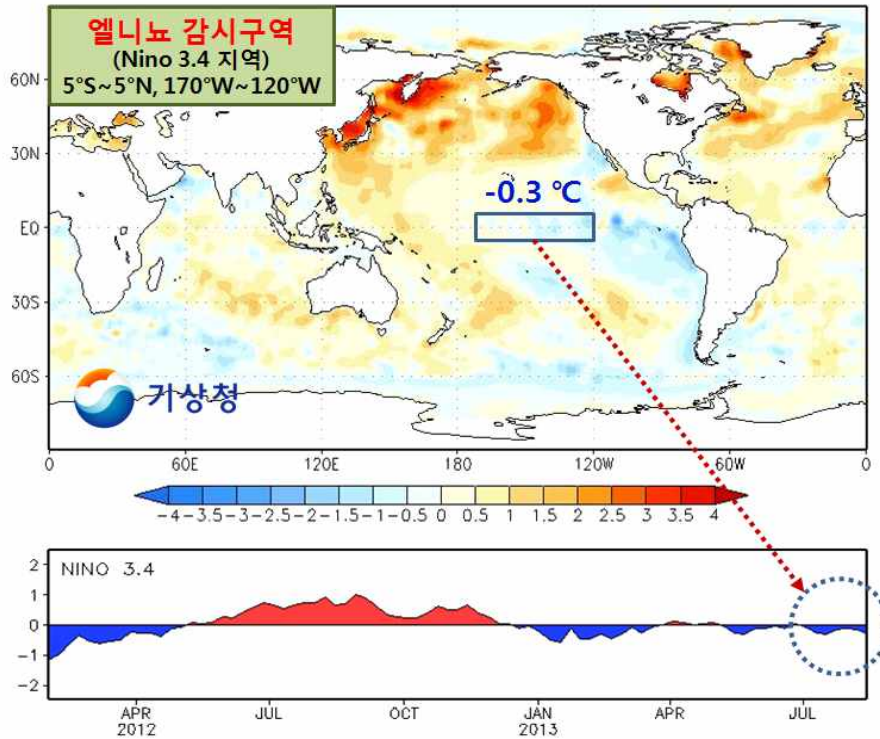 엘니뇨 감시구역
(Nino 3.4 지역)
5°S~5°N, 170°W~120°W
60N
30N
EQ
30S
60S
-0.3 ℃
기상청
0 60E 120E 180 120W 60W 0
-4 -3.5 -3 -2.5 -2 -1.5 -1 -0.5 0 0.5 1 1.5 2 2.5 3 3.5 4
NINO 3.4
2
1
0
-1
-2
APR JUL OCT JAN APR JUL
2012 2013